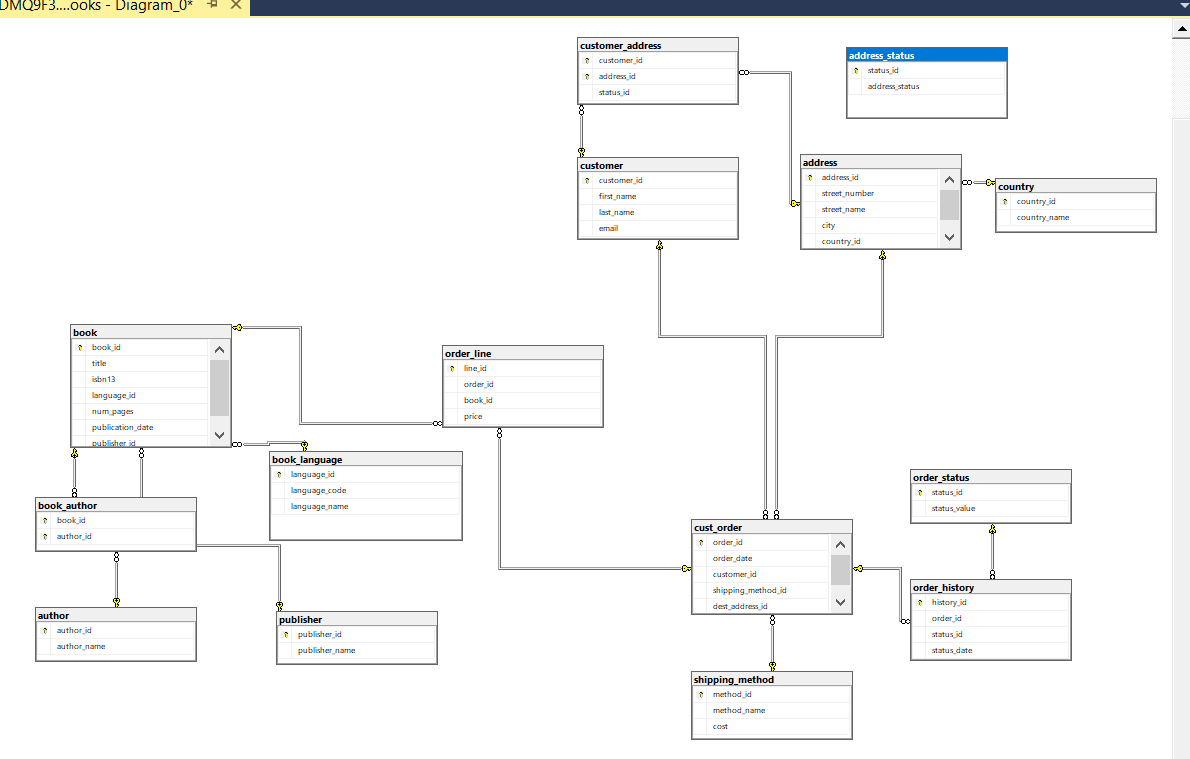 DMQ9F3....ooks - Diagram_0*
customer_address
customer_id
address_id
status_id
address_status
status_id
address_status
customer
customer_id
first_name
last_name
email
address
address_id
street_number
street_name
city
country_id
country
country_id
country_name
book
book_id
title
isbn13
language_id
num_pages
publication_date
publisher_id
order_line
line_id
order_id
book_id
price
book_language
language_id
language_code
language_name
book_author
book_id
author_id
author
author_id
author_name
publisher
publisher_id
publisher_name
cust_order
order_id
order_date
customer_id
shipping_method_id
dest_address_id
order_status
status_id
status_value
order_history
history_id
order_id
status_id
status_date
shipping_method
method_id
method_name
cost